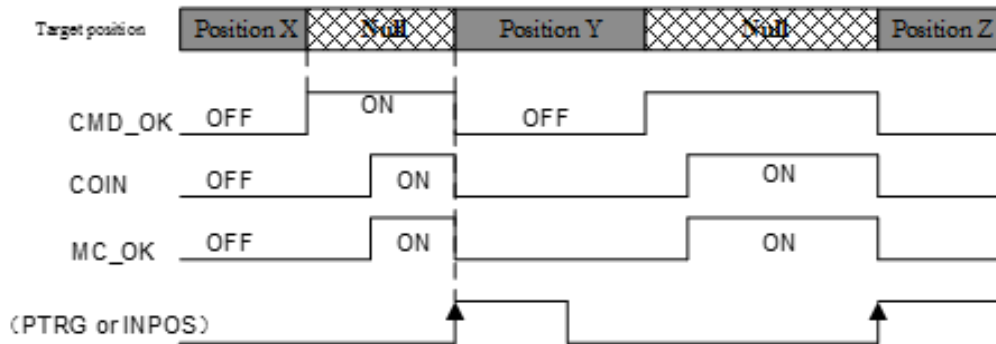 Target position Position X Null Position Y Null Position Z
CMD_OK OFF ON OFF
COIN OFF ON ON
MC_OK OFF ON ON
(PTRG or INPOS)